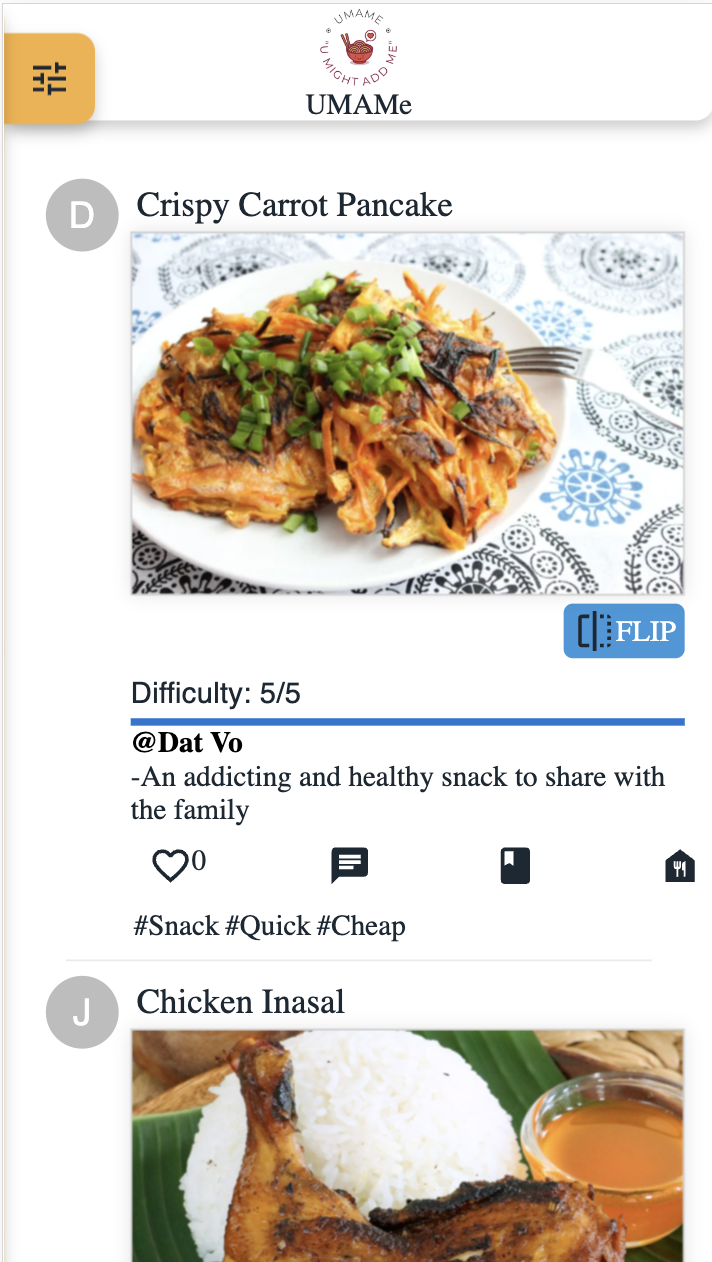 UMAME
"U MIGHT ADD ME"
UMAMe
D
Crispy Carrot Pancake
FLIP
Difficulty: 5/5
@Dat Vo
-An addicting and healthy snack to share with
the family
0
#Snack #Quick #Cheap
J
Chicken Inasal